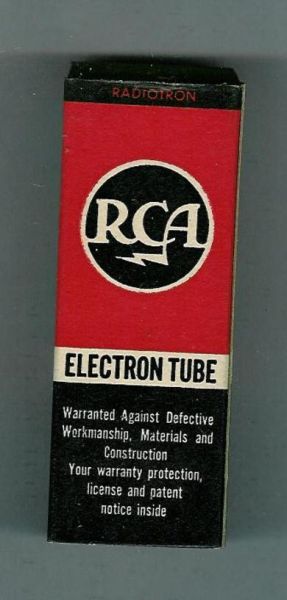 RADIOTRON
RCA
ELECTRON TUBE
Warranted Against Defective
Workmanship, Materials and
Construction
Your warranty protection,
license and patent
notice inside